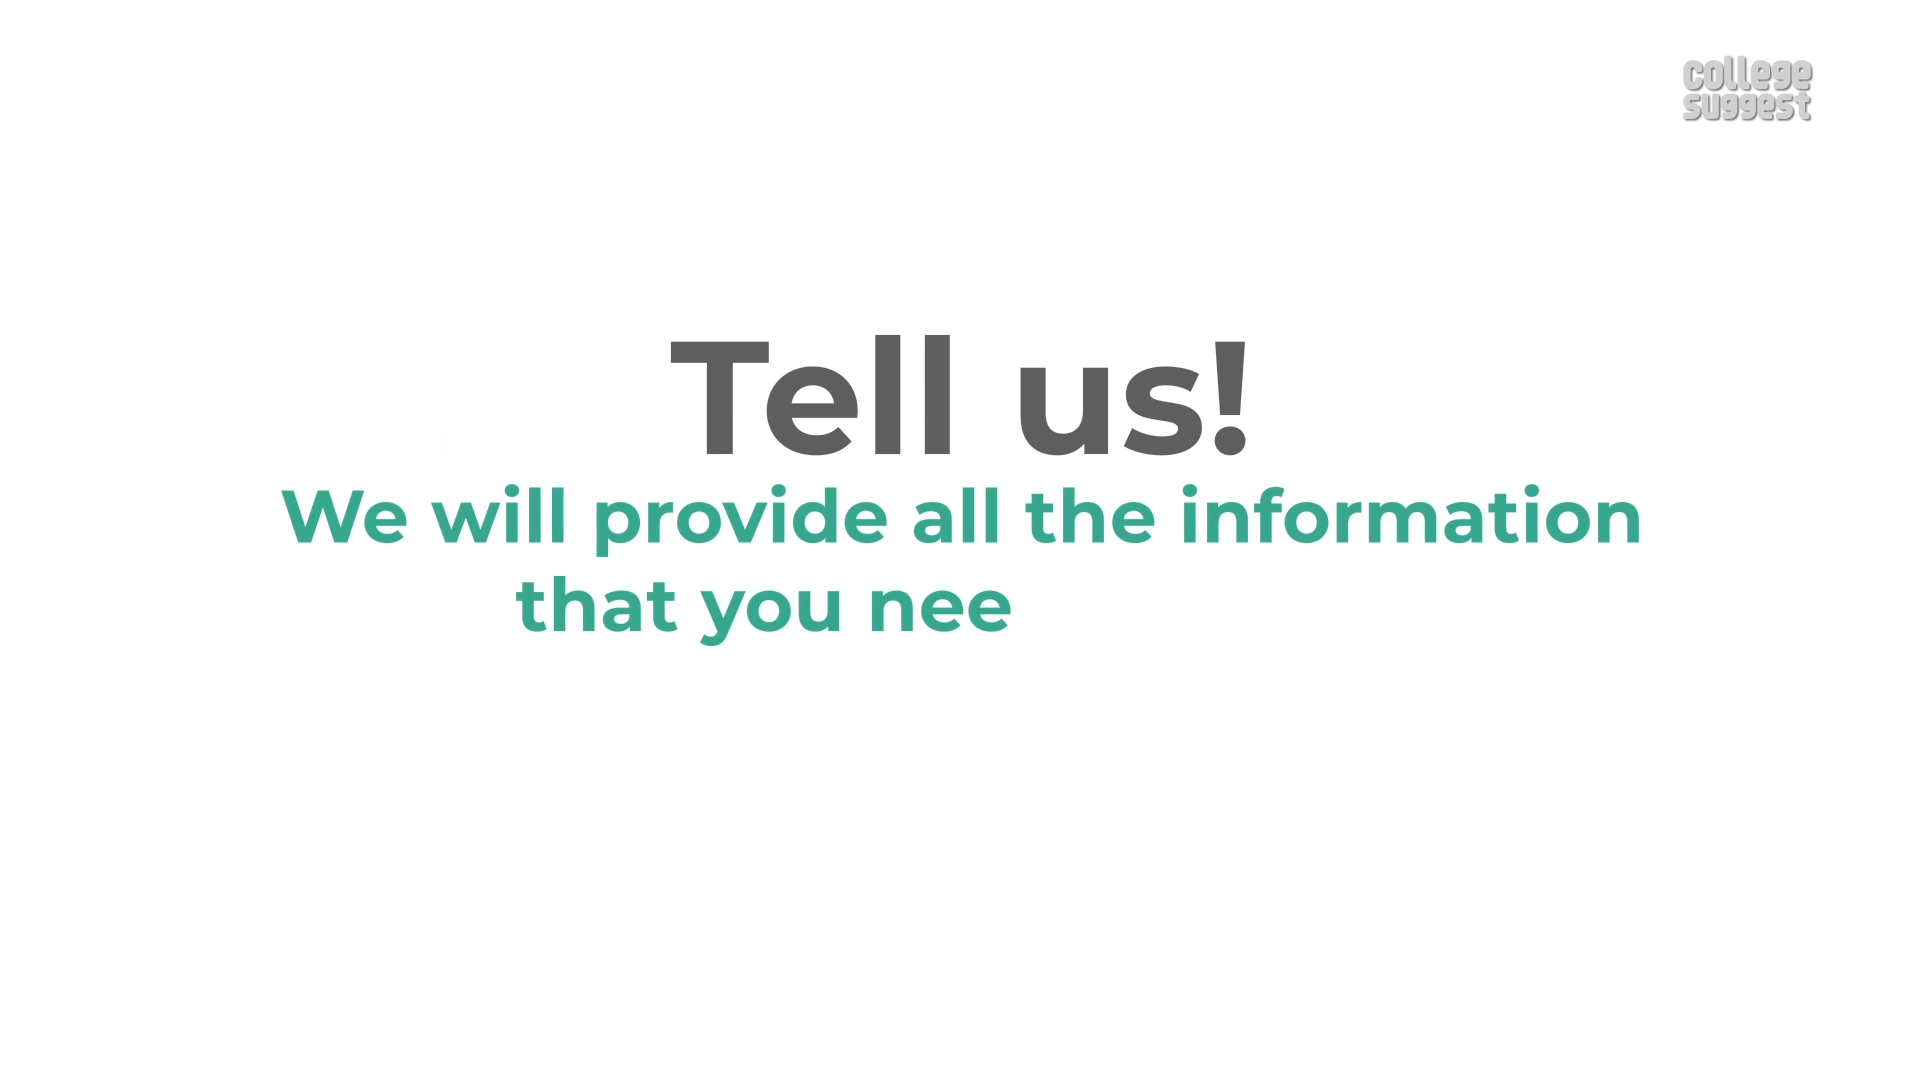 college
suggest
Tell us!
We will provide all the information
that you nee